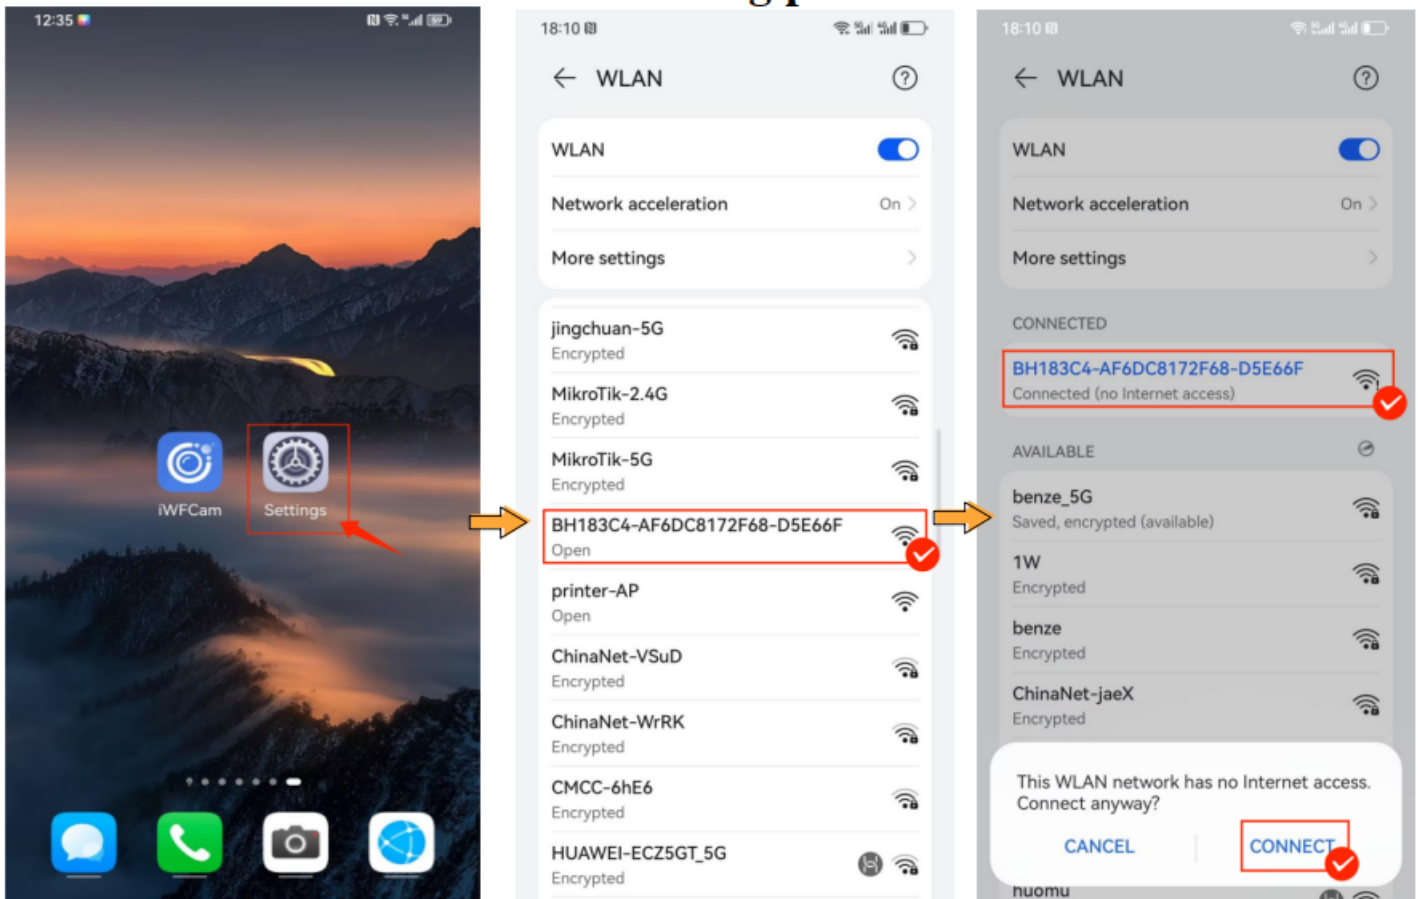 12:35
iWFCam
Settings
18:10
WLAN
WLAN
Network acceleration
On
More settings
jingchuan-5G
Encrypted
MikroTik-2.4G
Encrypted
MikroTik-5G
Encrypted
BH183C4-AF6DC8172F68-D5E66F
Open
printer-AP
Open
ChinaNet-VSuD
Encrypted
ChinaNet-WrRK
Encrypted
CMCC-6hE6
Encrypted
HUAWEI-ECZ5GT_5G
Encrypted
18:10
WLAN
WLAN
Network acceleration
On
More settings
CONNECTED
BH183C4-AF6DC8172F68-D5E66F
Connected (no Internet access)
AVAILABLE
benze_5G
Saved, encrypted (available)
1W
Encrypted
benze
Encrypted
ChinaNet-jaeX
Encrypted
This WLAN network has no Internet access.
Connect anyway?
CANCEL
CONNECT
huomu